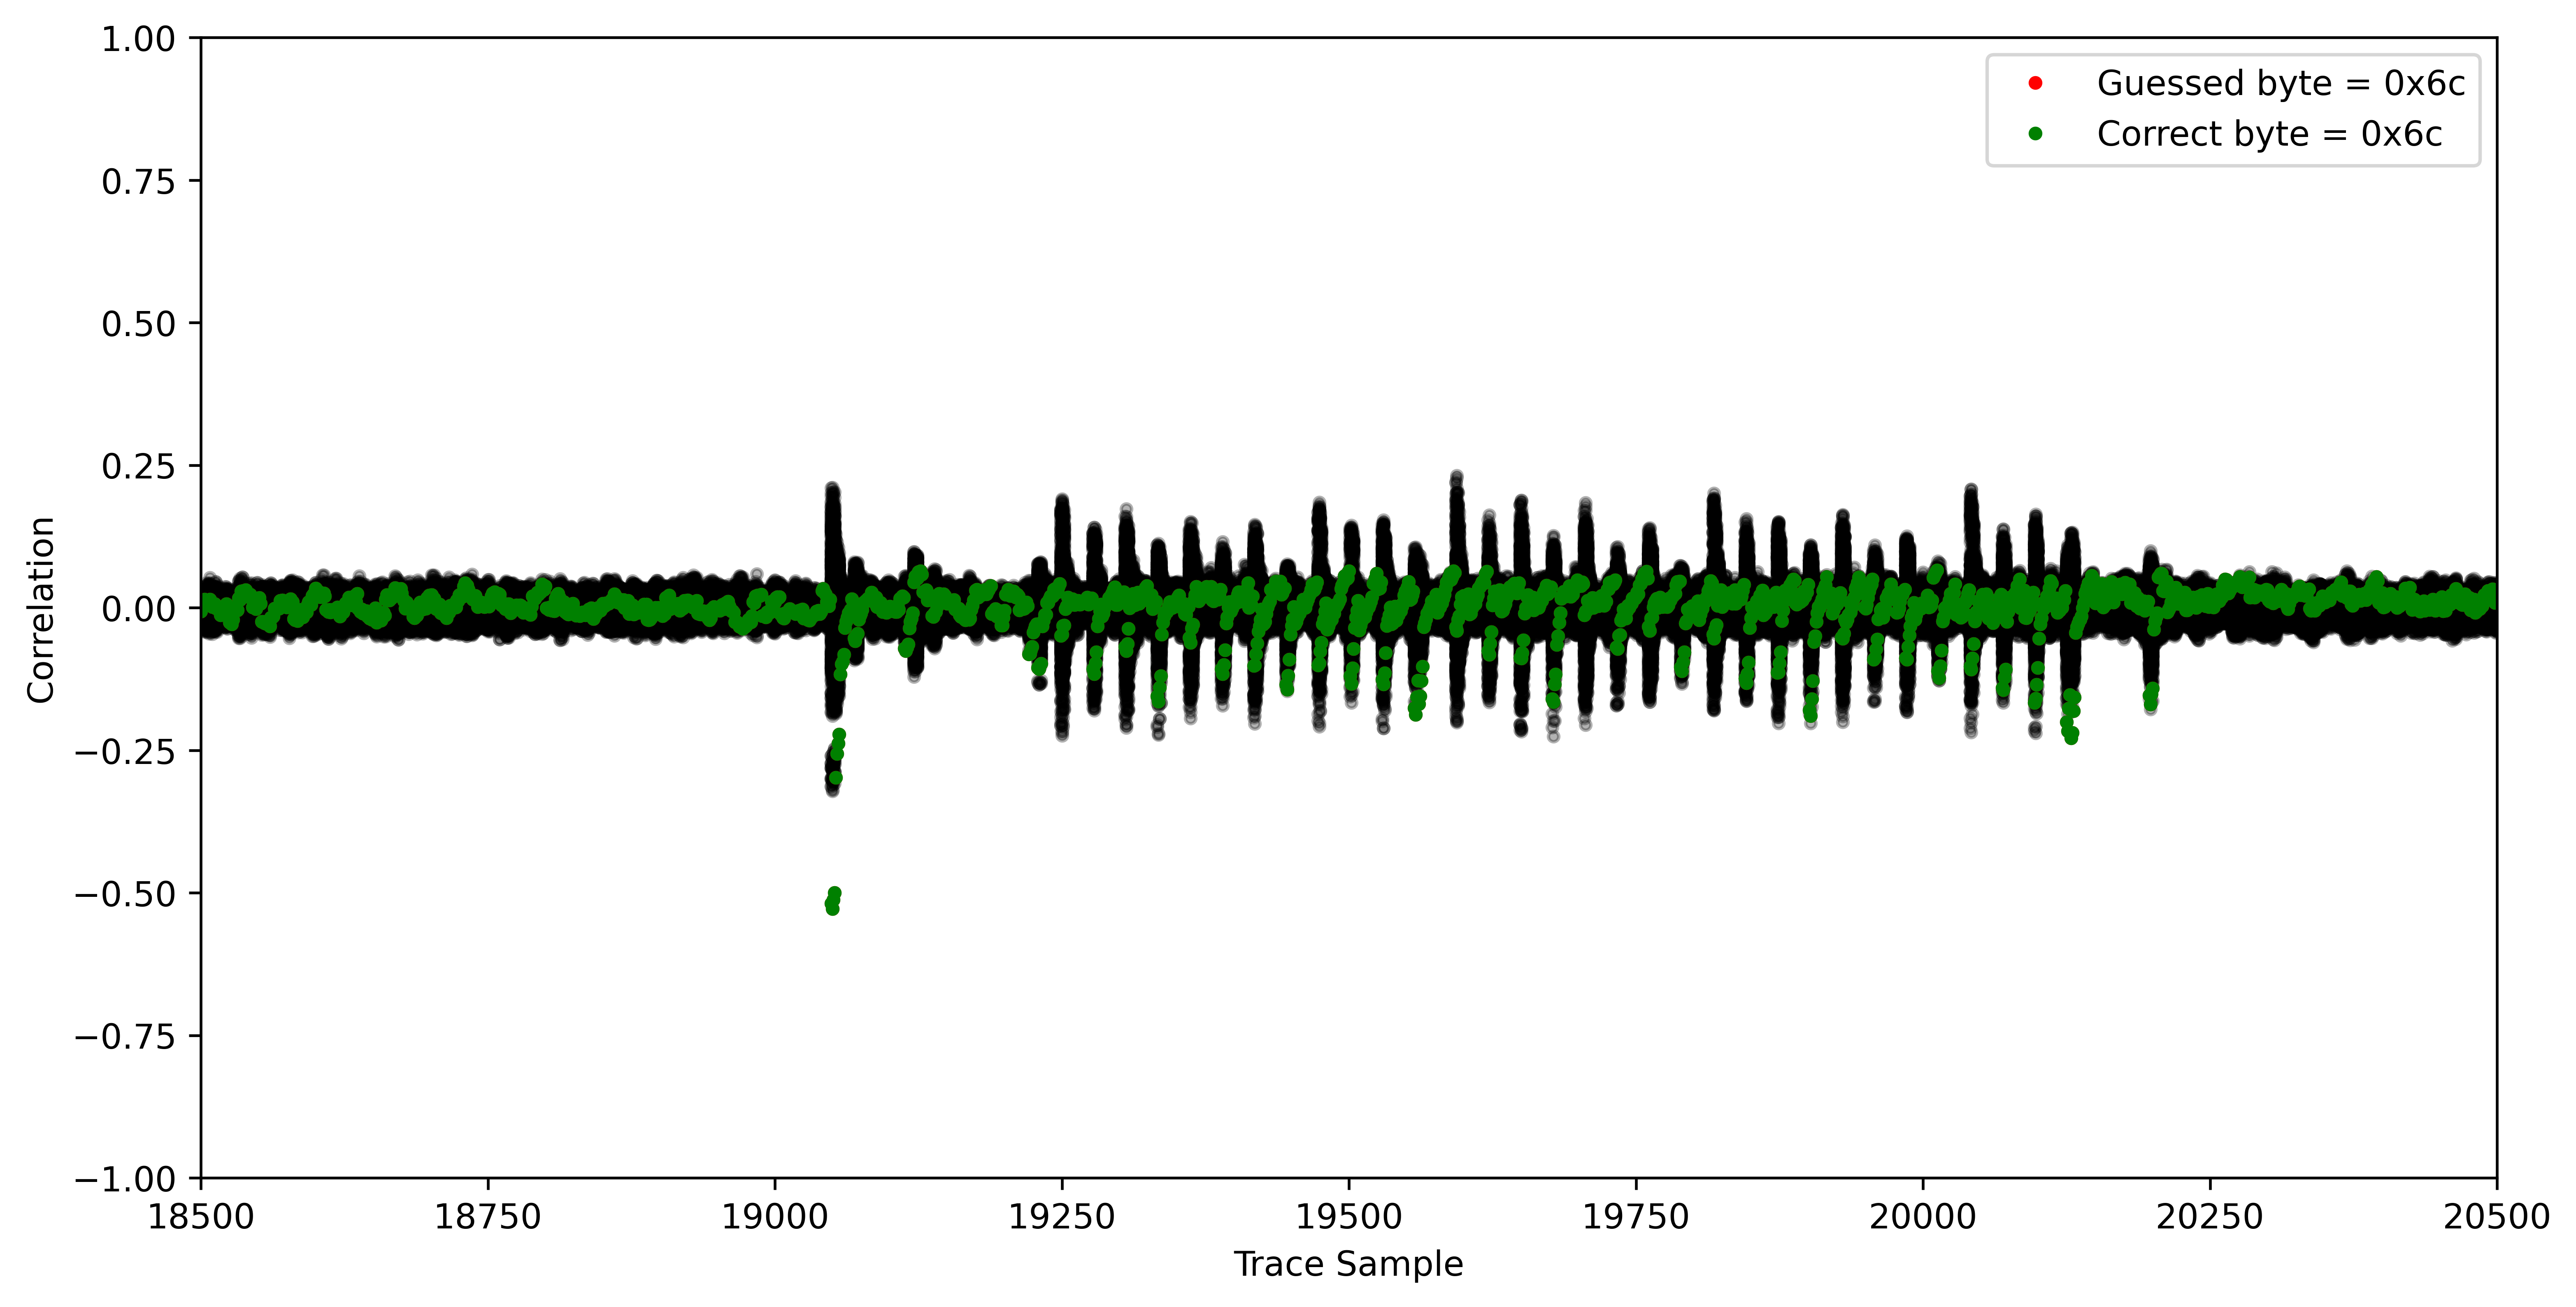 Guessed byte = 0x6c
Correct byte = 0x6c
1.00
0.75
0.50
0.25
0.00
−0.25
−0.50
−0.75
−1.00
Correlation
18500 18750 19000 19250 19500 19750 20000 20250 20500
Trace Sample